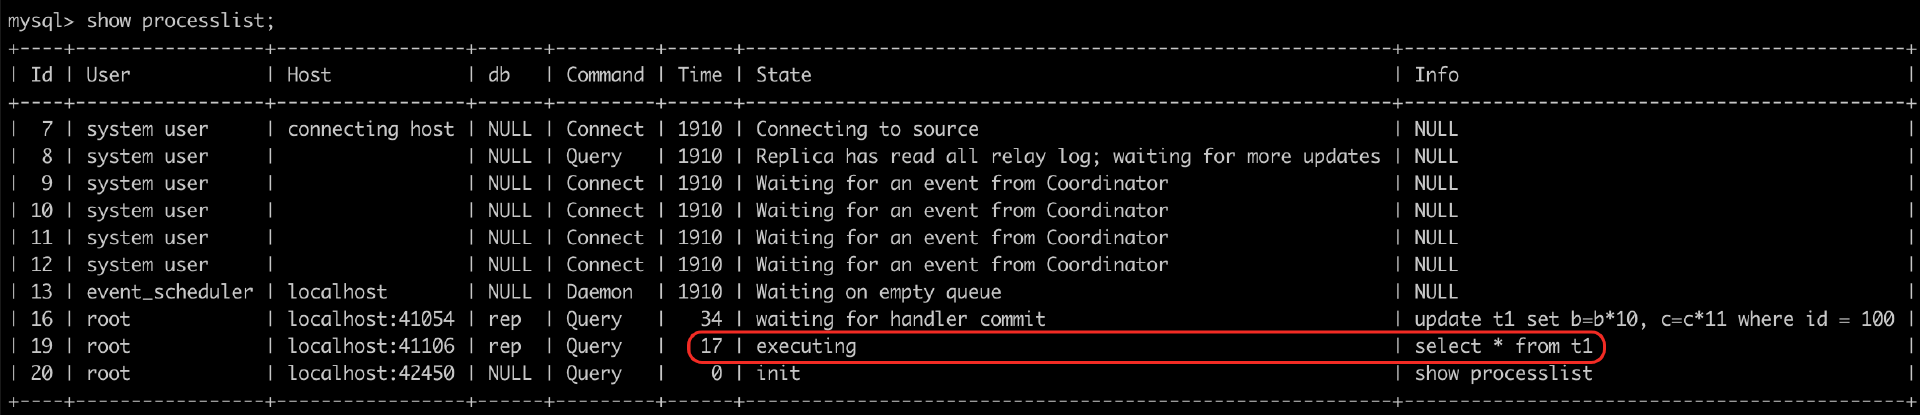 mysql> show processlist;
+----+-----------------+-----------------+------+---------+------+----------------------------------------------------------+---------------------------------------------+
| Id | User            | Host            | db   | Command | Time | State                                                    | Info                                        |
+----+-----------------+-----------------+------+---------+------+----------------------------------------------------------+---------------------------------------------+
|  7 | system user     | connecting host | NULL | Connect | 1910 | Connecting to source                                     | NULL                                        |
|  8 | system user     |                 | NULL | Query   | 1910 | Replica has read all relay log; waiting for more updates | NULL                                        |
|  9 | system user     |                 | NULL | Connect | 1910 | Waiting for an event from Coordinator                    | NULL                                        |
| 10 | system user     |                 | NULL | Connect | 1910 | Waiting for an event from Coordinator                    | NULL                                        |
| 11 | system user     |                 | NULL | Connect | 1910 | Waiting for an event from Coordinator                    | NULL                                        |
| 12 | system user     |                 | NULL | Connect | 1910 | Waiting for an event from Coordinator                    | NULL                                        |
| 13 | event_scheduler | localhost       | NULL | Daemon  | 1910 | Waiting on empty queue                                   | NULL                                        |
| 16 | root            | localhost:41054 | rep  | Query   |   34 | waiting for handler commit                               | update t1 set b=b*10, c=c*11 where id = 100 |
| 19 | root            | localhost:41106 | rep  | Query   |   17 | executing                                                | select * from t1                            |
| 20 | root            | localhost:42450 | NULL | Query   |    0 | init                                                     | show processlist                            |
+----+-----------------+-----------------+------+---------+------+----------------------------------------------------------+---------------------------------------------+